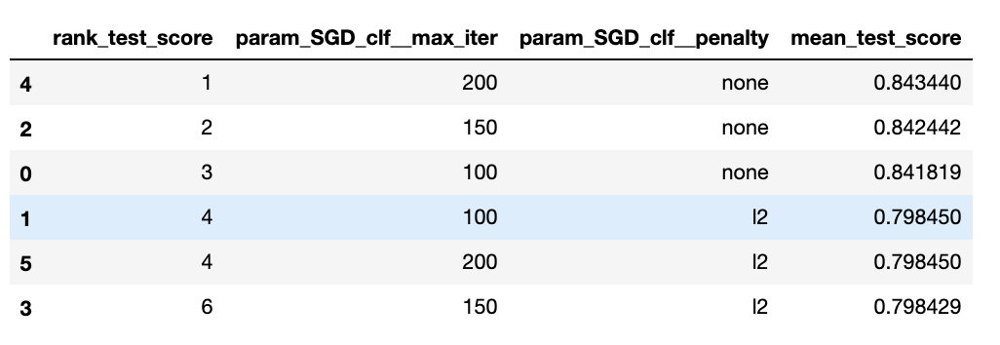 rank_test_score param_SGD_clf__max_iter param_SGD_clf__penalty mean_test_score
4 1 200 none 0.843440
2 2 150 none 0.842442
0 3 100 none 0.841819
1 4 100 l2 0.798450
5 4 200 l2 0.798450
3 6 150 l2 0.798429